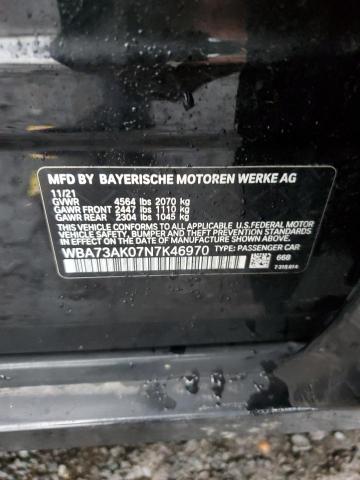 MFD BY BAYERISCHE MOTOREN WERKE AG
11/21
GVWR 4564 lbs 2070 kg
GAWR FRONT 2447 lbs 1110 kg
GAWR REAR 2304 lbs 1045 kg
THIS VEHICLE CONFORMS TO ALL APPLICABLE U.S.FEDERAL MOTOR
VEHICLE SAFETY, BUMPER, AND THEFT PREVENTION
STANDARDS IN EFFECT ON THE DATE OF
MANUFACTURE SHOWN ABOVE.
WBA73AK07N7K46970 TYPE: PASSENGER CAR
668